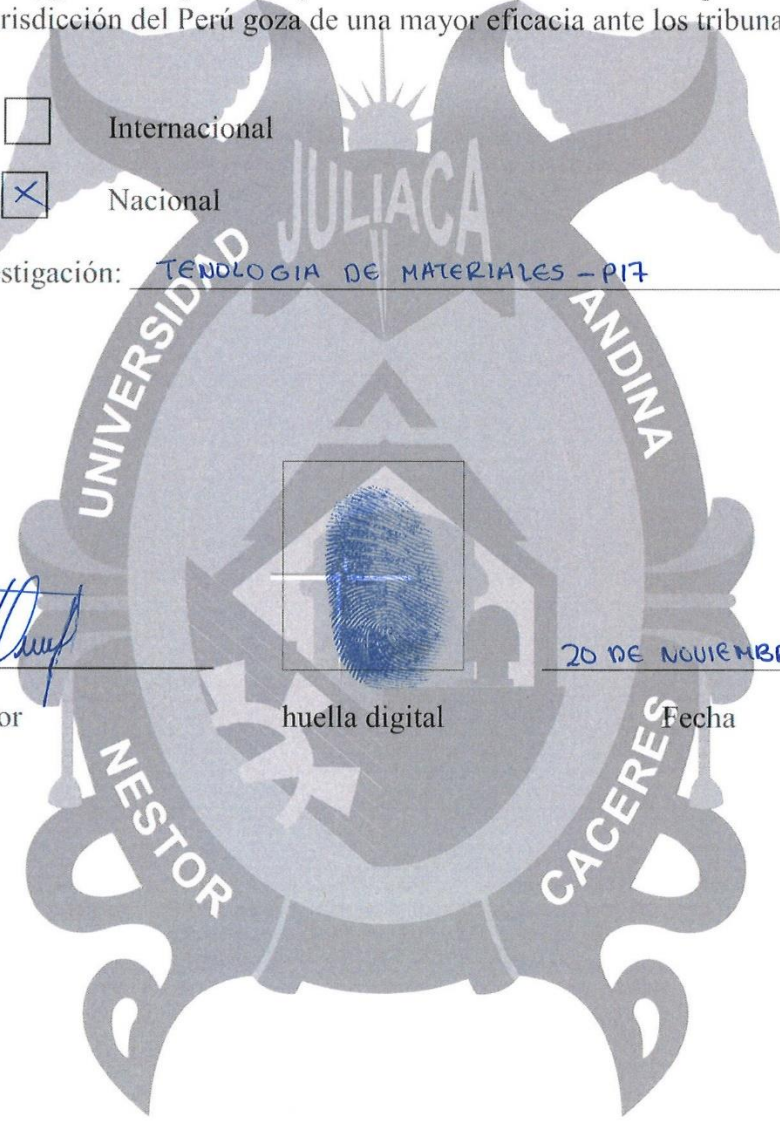 risdicción del Perú goza de una mayor eficacia ante los tribuna
Internacional
X Nacional
JULIACA
stigación: TENOLOGIA DE MATERIALES - P17
UNIVERSIDAD ANDINA
20 DE NOVIEMBR
or huella digital Fecha
NESTOR CACERES